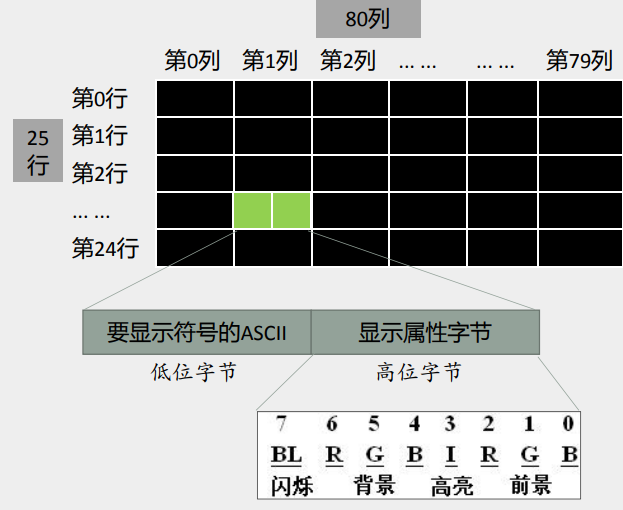 80列
第0列 第1列 第2列 … … … … 第79列
第0行
25
行
第1行
第2行
… …
第24行
要显示符号的ASCII 显示属性字节
低位字节 高位字节
7 6 5 4 3 2 1 0
BL R G B I R G B
闪烁 背景 高亮 前景